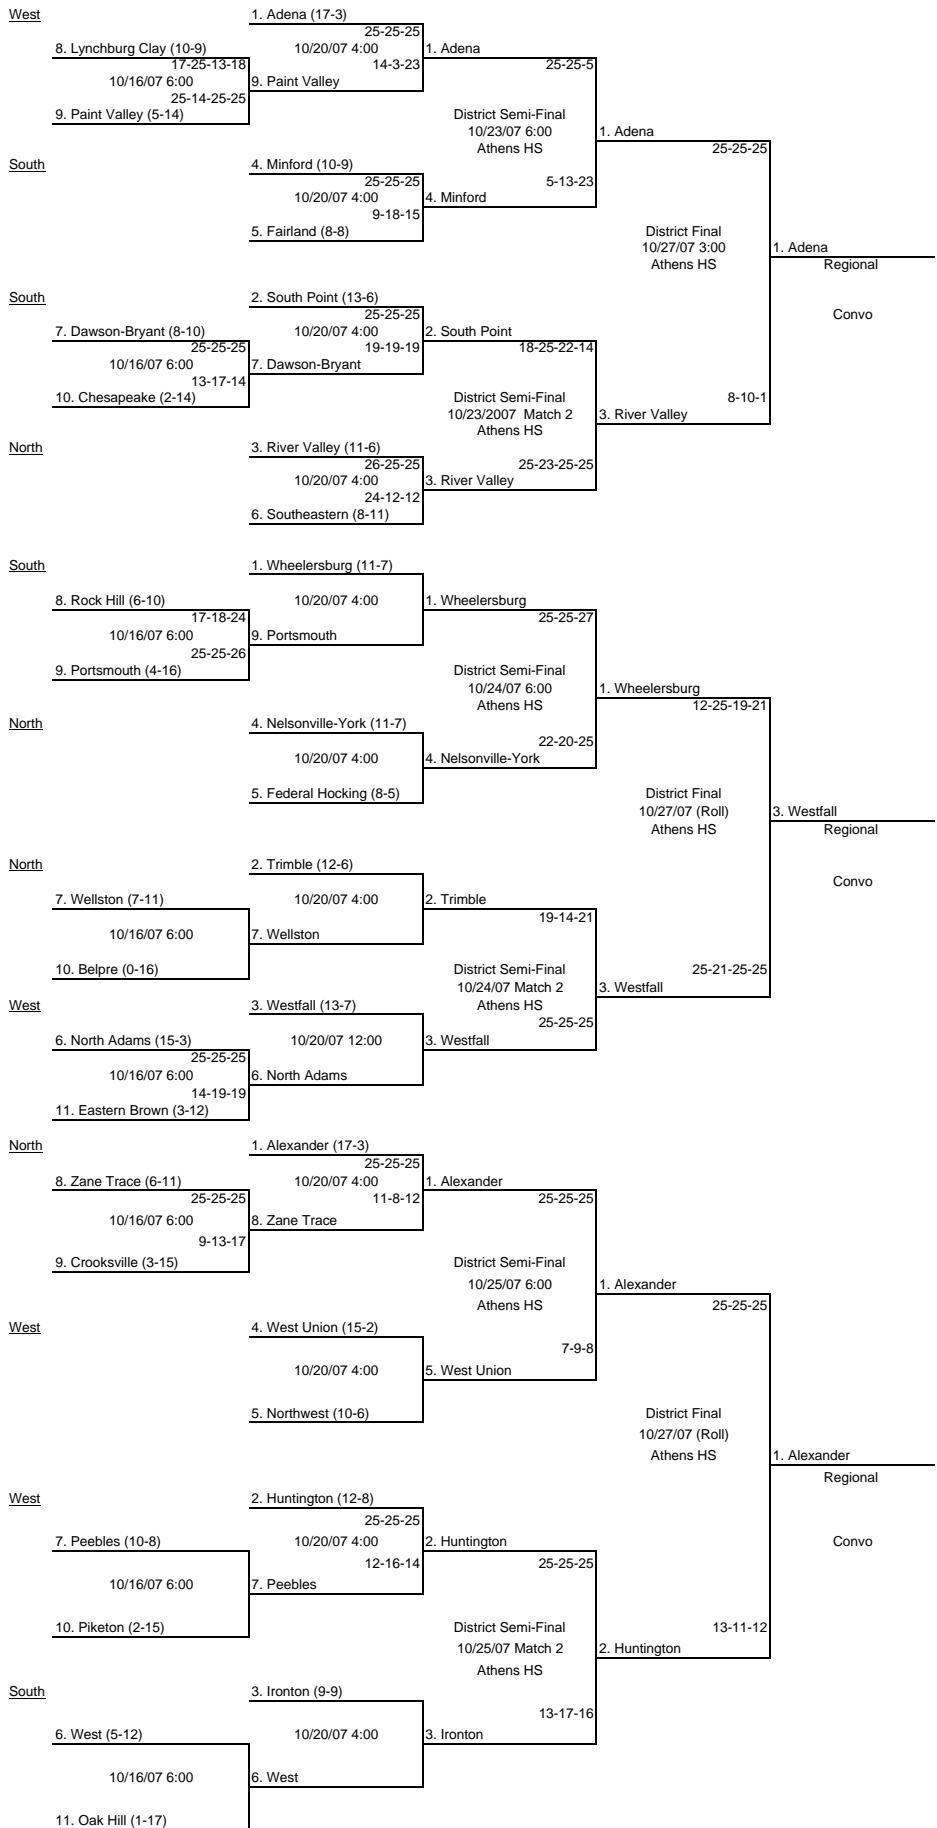 West
1. Adena (17-3)
25-25-25
8. Lynchburg Clay (10-9)
10/20/07 4:00
1. Adena
17-25-13-18
14-3-23
25-25-5
10/16/07 6:00
9. Paint Valley
25-14-25-25
9. Paint Valley (5-14)
District Semi-Final
10/23/07 6:00
1. Adena
Athens HS
25-25-25
South
4. Minford (10-9)
25-25-25
5-13-23
10/20/07 4:00
4. Minford
9-18-15
5. Fairland (8-8)
District Final
10/27/07 3:00
1. Adena
Athens HS
Regional
South
2. South Point (13-6)
25-25-25
Convo
7. Dawson-Bryant (8-10)
10/20/07 4:00
2. South Point
25-25-25
19-19-19
18-25-22-14
10/16/07 6:00
7. Dawson-Bryant
13-17-14
10. Chesapeake (2-14)
District Semi-Final
8-10-1
10/23/2007 Match 2
3. River Valley
Athens HS
North
3. River Valley (11-6)
26-25-25
25-23-25-25
10/20/07 4:00
3. River Valley
24-12-12
6. Southeastern (8-11)
South
1. Wheelersburg (11-7)
8. Rock Hill (6-10)
10/20/07 4:00
1. Wheelersburg
17-18-24
25-25-27
10/16/07 6:00
9. Portsmouth
25-25-26
9. Portsmouth (4-16)
District Semi-Final
10/24/07 6:00
1. Wheelersburg
Athens HS
12-25-19-21
North
4. Nelsonville-York (11-7)
22-20-25
10/20/07 4:00
4. Nelsonville-York
5. Federal Hocking (8-5)
District Final
10/27/07 (Roll)
3. Westfall
Athens HS
Regional
North
2. Trimble (12-6)
Convo
7. Wellston (7-11)
10/20/07 4:00
2. Trimble
19-14-21
10/16/07 6:00
7. Wellston
10. Belpre (0-16)
District Semi-Final
25-21-25-25
10/24/07 Match 2
3. Westfall
West
3. Westfall (13-7)
Athens HS
25-25-25
6. North Adams (15-3)
10/20/07 12:00
3. Westfall
25-25-25
10/16/07 6:00
6. North Adams
14-19-19
11. Eastern Brown (3-12)
North
1. Alexander (17-3)
25-25-25
8. Zane Trace (6-11)
10/20/07 4:00
1. Alexander
25-25-25
11-8-12
25-25-25
10/16/07 6:00
8. Zane Trace
9-13-17
9. Crooksville (3-15)
District Semi-Final
10/25/07 6:00
1. Alexander
Athens HS
25-25-25
West
4. West Union (15-2)
7-9-8
10/20/07 4:00
5. West Union
5. Northwest (10-6)
District Final
10/27/07 (Roll)
Athens HS
1. Alexander
Regional
West
2. Huntington (12-8)
25-25-25
7. Peebles (10-8)
10/20/07 4:00
2. Huntington
Convo
12-16-14
25-25-25
10/16/07 6:00
7. Peebles
10. Piketon (2-15)
District Semi-Final
13-11-12
10/25/07 Match 2
2. Huntington
Athens HS
South
3. Ironton (9-9)
13-17-16
6. West (5-12)
10/20/07 4:00
3. Ironton
10/16/07 6:00
6. West
11. Oak Hill (1-17)